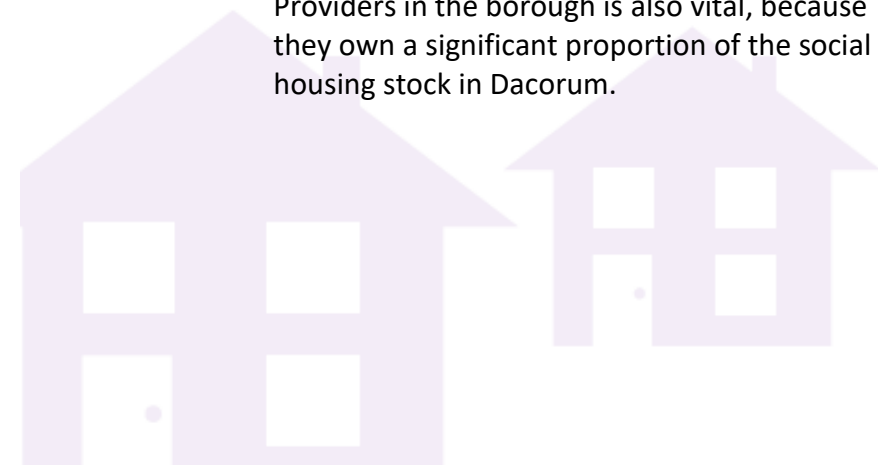 Providers in the borough is also vital, because
they own a significant proportion of the social
housing stock in Dacorum.